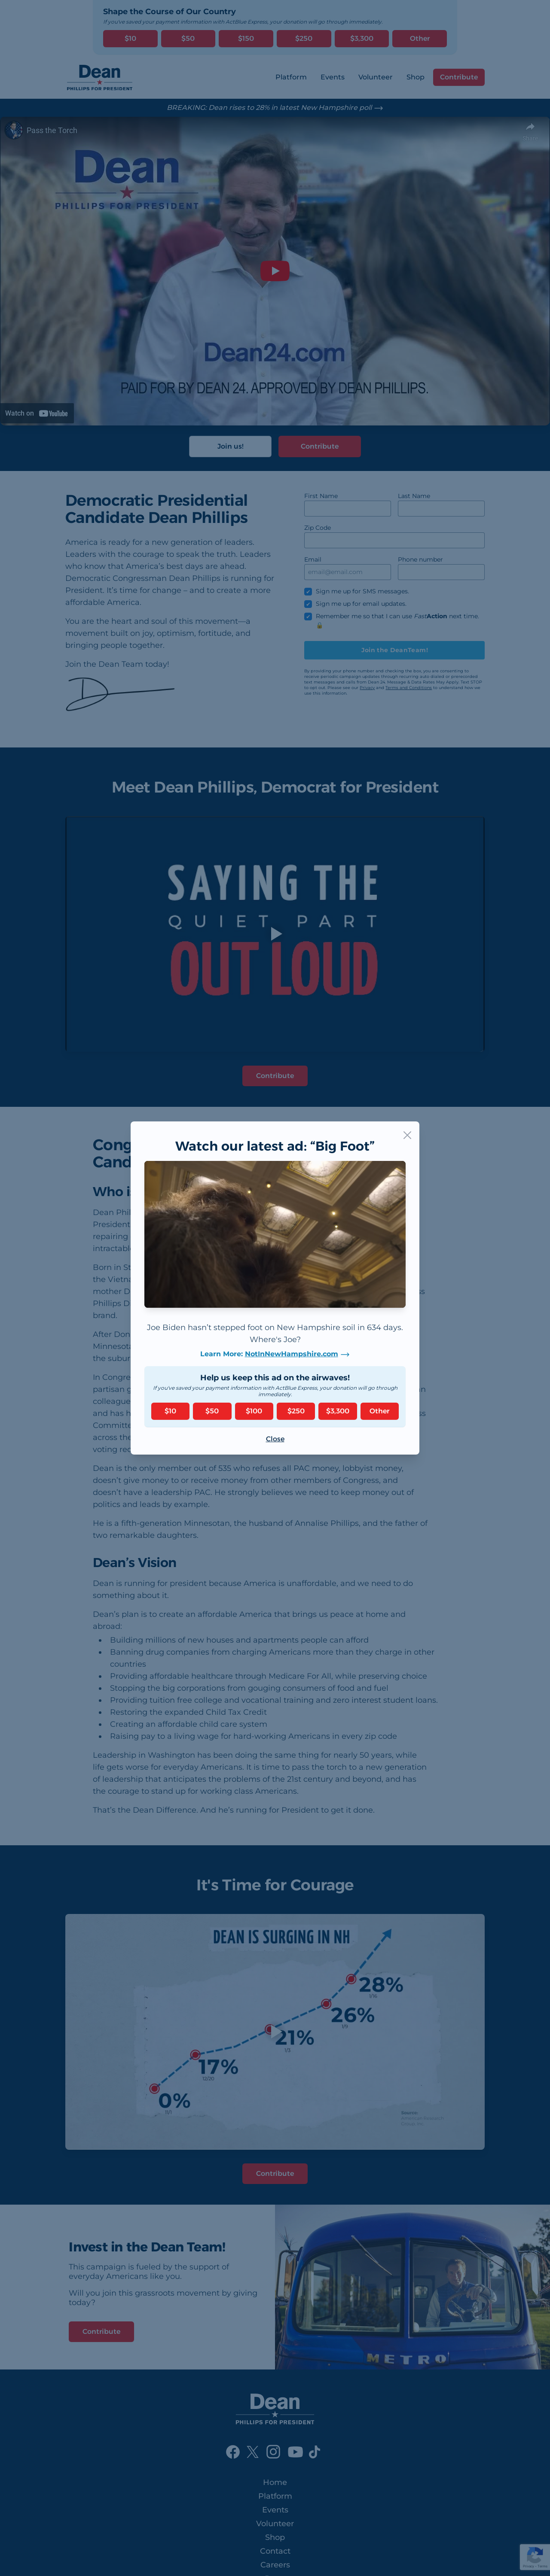 Shape the Course of Our Country
If you've saved your payment information with ActBlue Express, your donation will go through immediately.
$10 $50 $150 $250 $3,300 Other
Dean
PHILLIPS FOR PRESIDENT
Platform Events Volunteer Shop Contribute
BREAKING: Dean rises to 28% in latest New Hampshire poll →
Pass the Torch
Dean
PHILLIPS FOR PRESIDENT
Dean24.com
PAID FOR BY DEAN 24. APPROVED BY DEAN PHILLIPS.
Watch on YouTube
Join us! Contribute
Democratic Presidential
Candidate Dean Phillips
America is ready for a new generation of leaders.
Leaders with the courage to speak the truth. Leaders
who know that America's best days are ahead.
Democratic Congressman Dean Phillips is running for
President. It's time for change – and to create a more
affordable America.
You are the heart and soul of this movement—a
movement built on joy, optimism, fortitude, and
bringing people together.
Join the Dean Team today!
First Name Last Name
Zip Code
Email Phone number
email@email.com
Sign me up for SMS messages.
Sign me up for email updates.
Remember me so that I can use FastAction next time.
Join the DeanTeam!
By providing your phone number and checking the box, you are consenting to
receive periodic campaign updates through recurring auto-dialed or prerecorded
text messages and calls from Dean 24. Message & Data Rates May Apply. Text STOP
to opt out. Please see our Privacy and Terms and Conditions to understand how we
use this information.
Meet Dean Phillips, Democrat for President
SAYING THE
QUIET PART
OUT LOUD
Contribute
Cong
Cand
Who i
Dean Phil
President
repairing
intractabl
Born in St
the Vietna
mother D
Phillips D
brand.
After Don
Minnesota
the subur
In Congre
partisan g
colleague
and has h
Committe
across the
voting rec
Watch our latest ad: “Big Foot”
Joe Biden hasn’t stepped foot on New Hampshire soil in 634 days.
Where's Joe?
Learn More: NotInNewHampshire.com →
Help us keep this ad on the airwaves!
If you've saved your payment information with ActBlue Express, your donation will go through
immediately.
$10 $50 $100 $250 $3,300 Other
Close
Dean is the only member out of 535 who refuses all PAC money, lobbyist money,
doesn’t give money to or receive money from other members of Congress, and
doesn’t have a leadership PAC. He strongly believes we need to keep money out of
politics and leads by example.
He is a fifth-generation Minnesotan, the husband of Annalise Phillips, and the father of
two remarkable daughters.
Dean’s Vision
Dean is running for president because America is unaffordable, and we need to do
something about it.
Dean’s plan is to create an affordable America that brings us peace at home and
abroad:
• Building millions of new houses and apartments people can afford
• Banning drug companies from charging Americans more than they charge in other
countries
• Providing affordable healthcare through Medicare For All, while preserving choice
• Stopping the big corporations from gouging consumers of food and fuel
• Providing tuition free college and vocational training and zero interest student loans.
• Restoring the expanded Child Tax Credit
• Creating an affordable child care system
• Raising pay to a living wage for hard-working Americans in every zip code
Leadership in Washington has been doing the same thing for nearly 50 years, while
life gets worse for everyday Americans. It is time to pass the torch to a new generation
of leadership that anticipates the problems of the 21st century and beyond, and has
the courage to stand up for working class Americans.
That’s the Dean Difference. And he’s running for President to get it done.
It's Time for Courage
DEAN IS SURGING IN NH
28%
26%
21%
17%
0%
Contribute
Invest in the Dean Team!
This campaign is fueled by the support of
everyday Americans like you.
Will you join this grassroots movement by giving
today?
Contribute
METRO
Dean
PHILLIPS FOR PRESIDENT
Home
Platform
Events
Volunteer
Shop
Contact
Careers